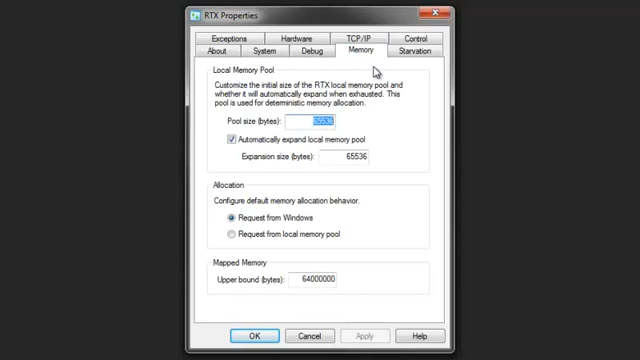 RTX Properties
Exceptions Hardware TCP/IP Control
About System Debug Memory Starvation
Local Memory Pool
Customize the initial size of the RTX local memory pool and
whether it will automatically expand when exhausted. This
pool is used for deterministic memory allocation.
Pool size (bytes): 65536
Automatically expand local memory pool
Expansion size (bytes): 65536
Allocation
Configure default memory allocation behavior.
Request from Windows
Request from local memory pool
Mapped Memory
Upper bound (bytes): 64000000
OK Cancel Apply Help